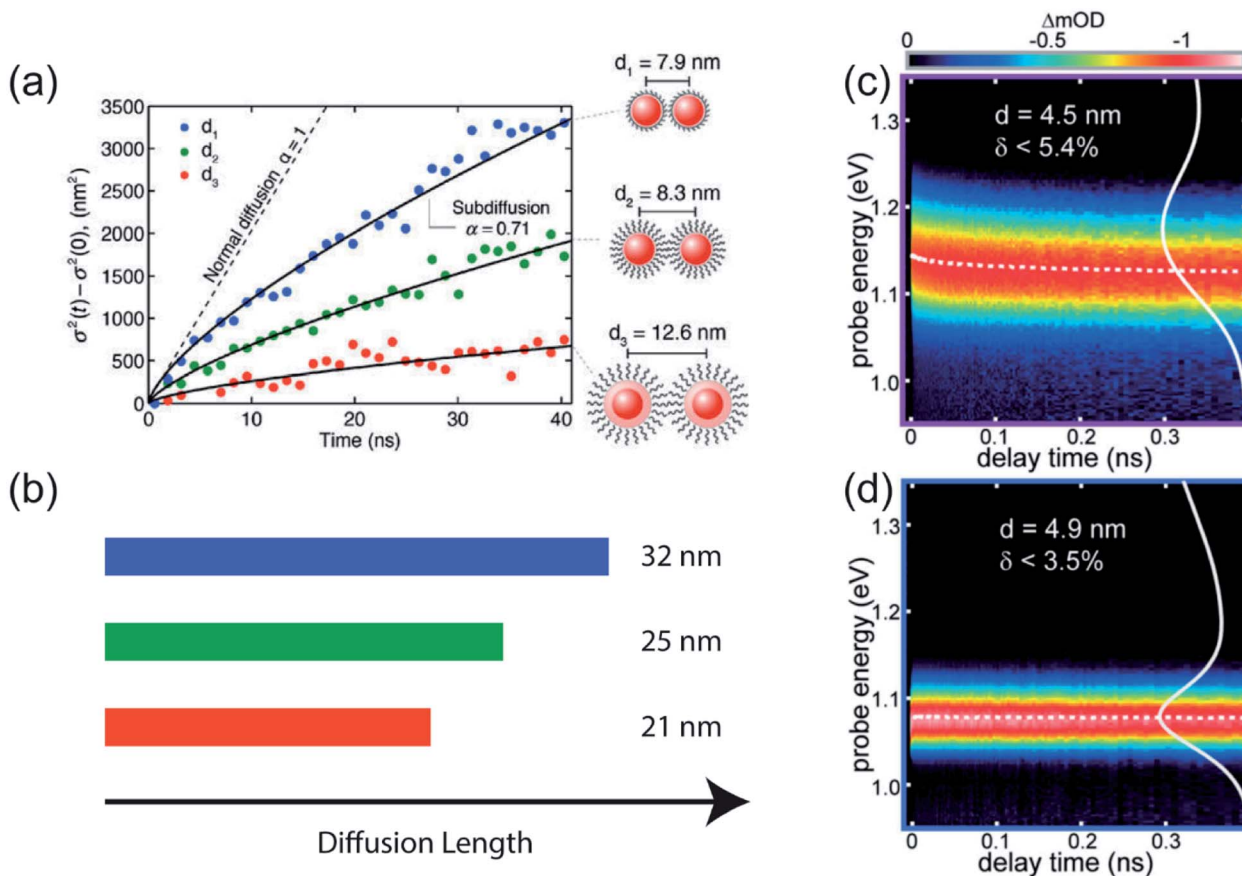 (a)
σ²(t) – σ²(0), (nm²)
3500
3000
2500
2000
1500
1000
500
0
0
10
20
30
40
Time (ns)
d₁
d₂
d₃
Normal diffusion α = 1
Subdiffusion
α = 0.71
d₁ = 7.9 nm
d₂ = 8.3 nm
d₃ = 12.6 nm
(b)
32 nm
25 nm
21 nm
Diffusion Length
ΔmOD
0
-0.5
-1
(c)
d = 4.5 nm
δ < 5.4%
probe energy (eV)
1.3
1.2
1.1
1.0
0
0.1
0.2
0.3
delay time (ns)
(d)
d = 4.9 nm
δ < 3.5%
probe energy (eV)
1.3
1.2
1.1
1.0
0
0.1
0.2
0.3
delay time (ns)